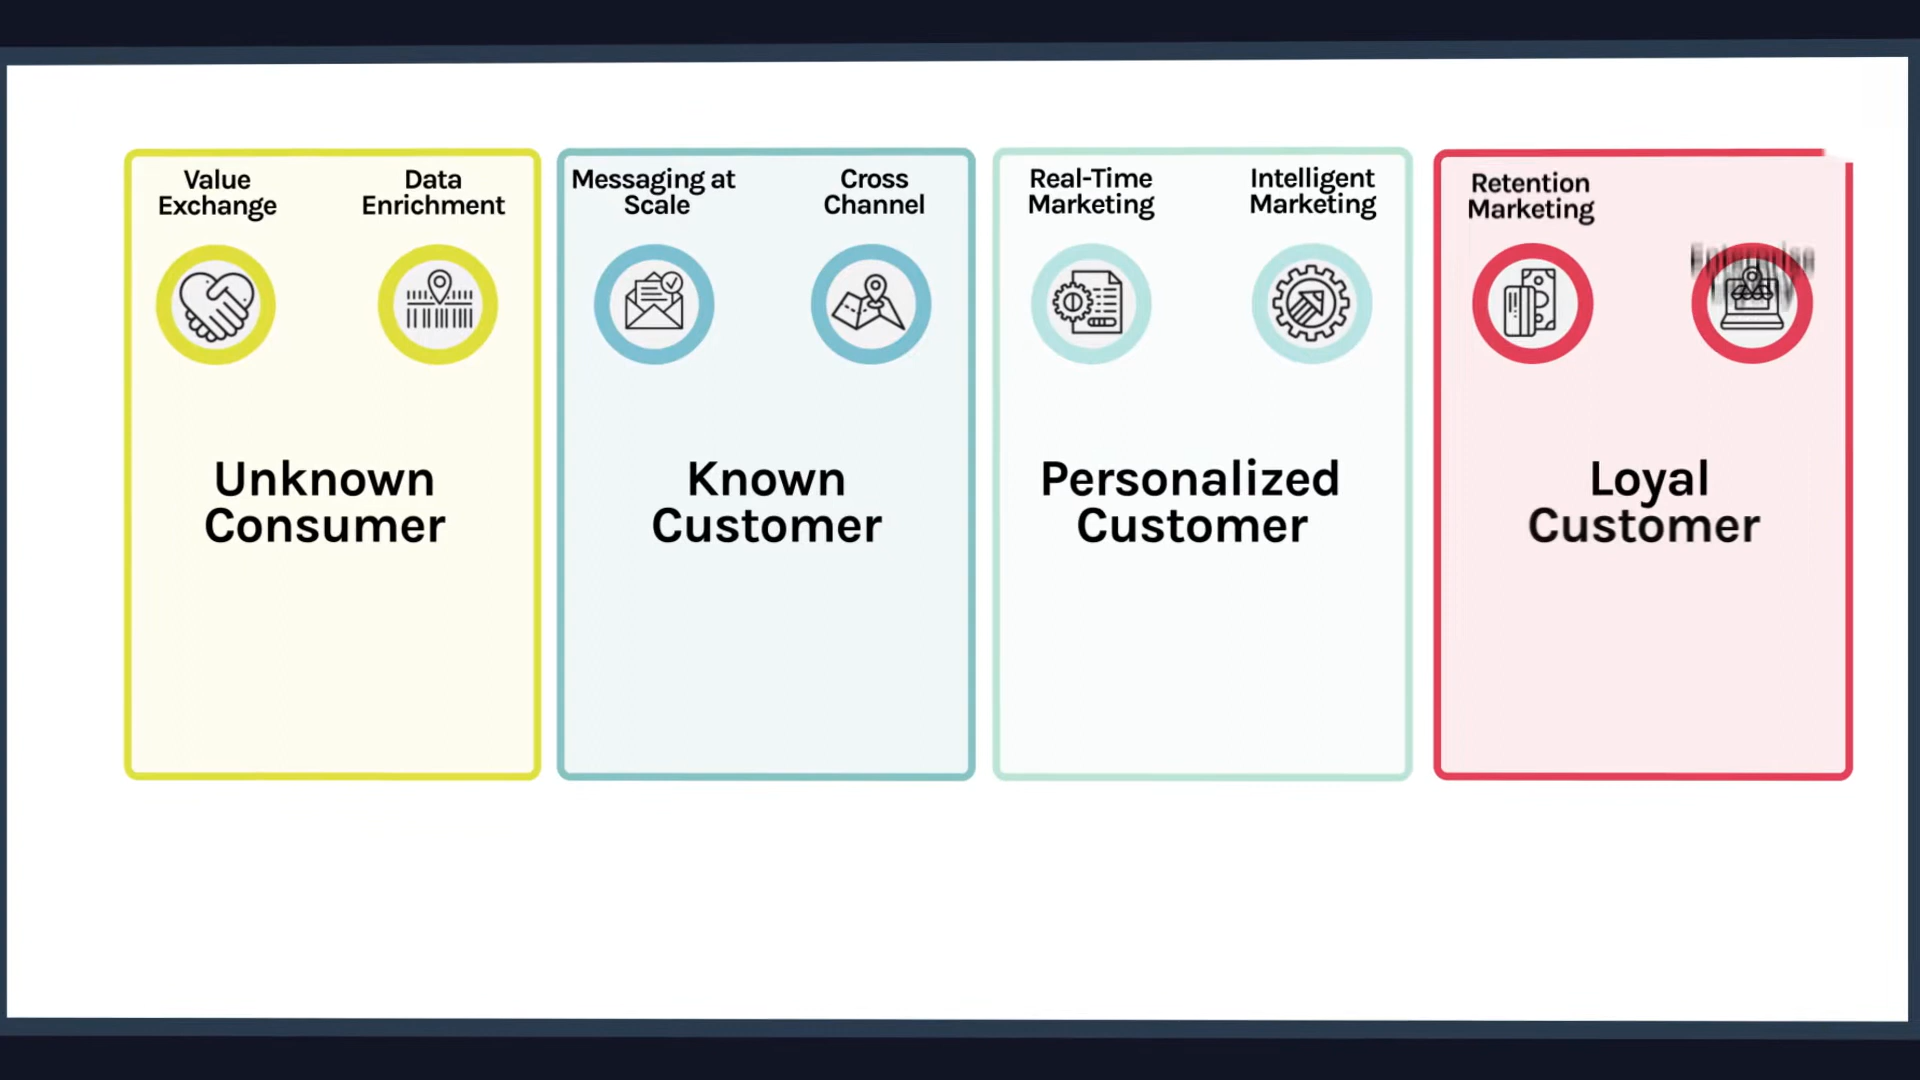 Value
Exchange
Data
Enrichment
Unknown
Consumer
Messaging at
Scale
Cross
Channel
Known
Customer
Real-Time
Marketing
Intelligent
Marketing
Personalized
Customer
Retention
Marketing
Enterprise
Loyal
Customer